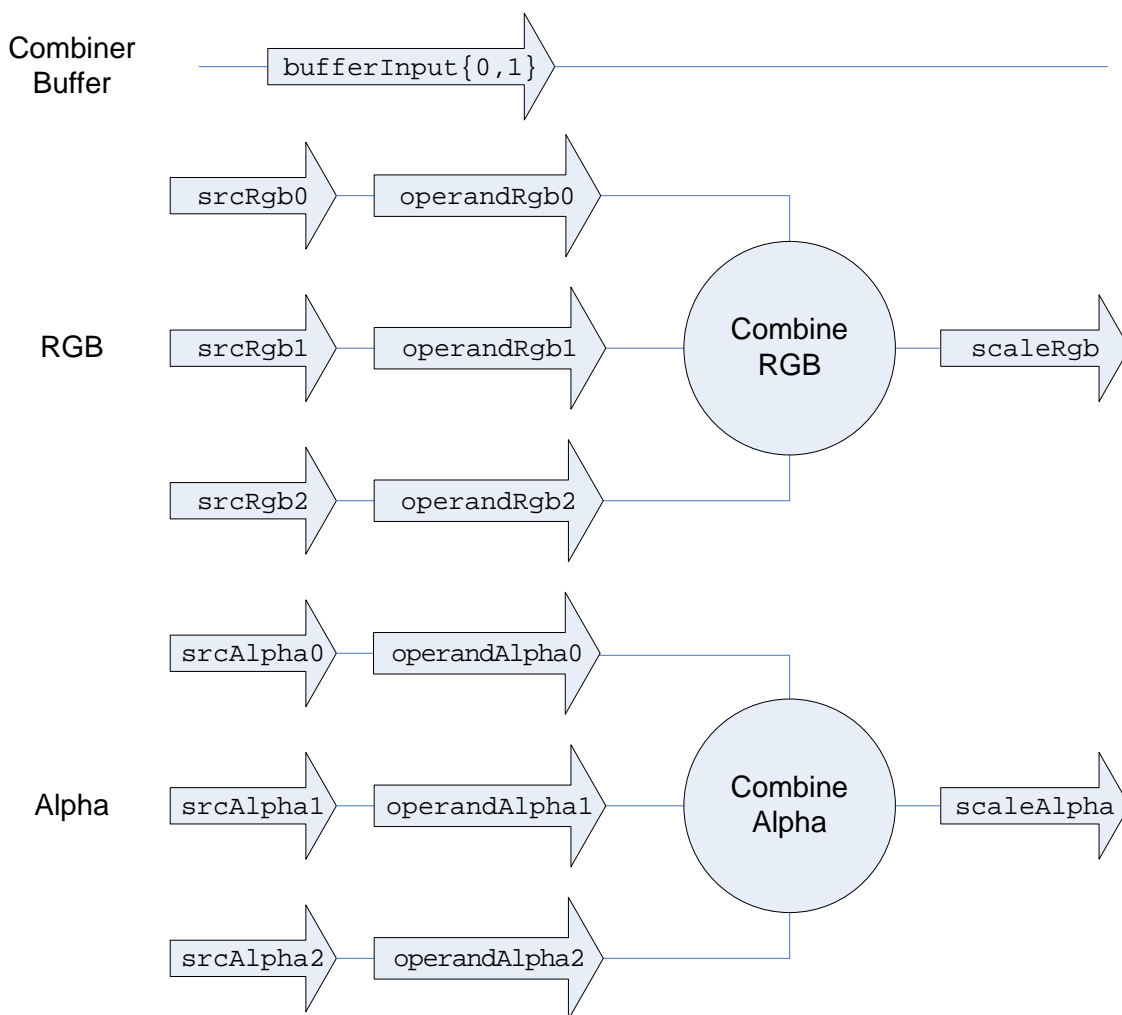 Combiner
Buffer
bufferInput{0,1}
srcRgb0
operandRgb0
RGB
srcRgb1
operandRgb1
Combine
RGB
scaleRgb
srcRgb2
operandRgb2
srcAlpha0
operandAlpha0
Alpha
srcAlpha1
operandAlpha1
Combine
Alpha
scaleAlpha
srcAlpha2
operandAlpha2